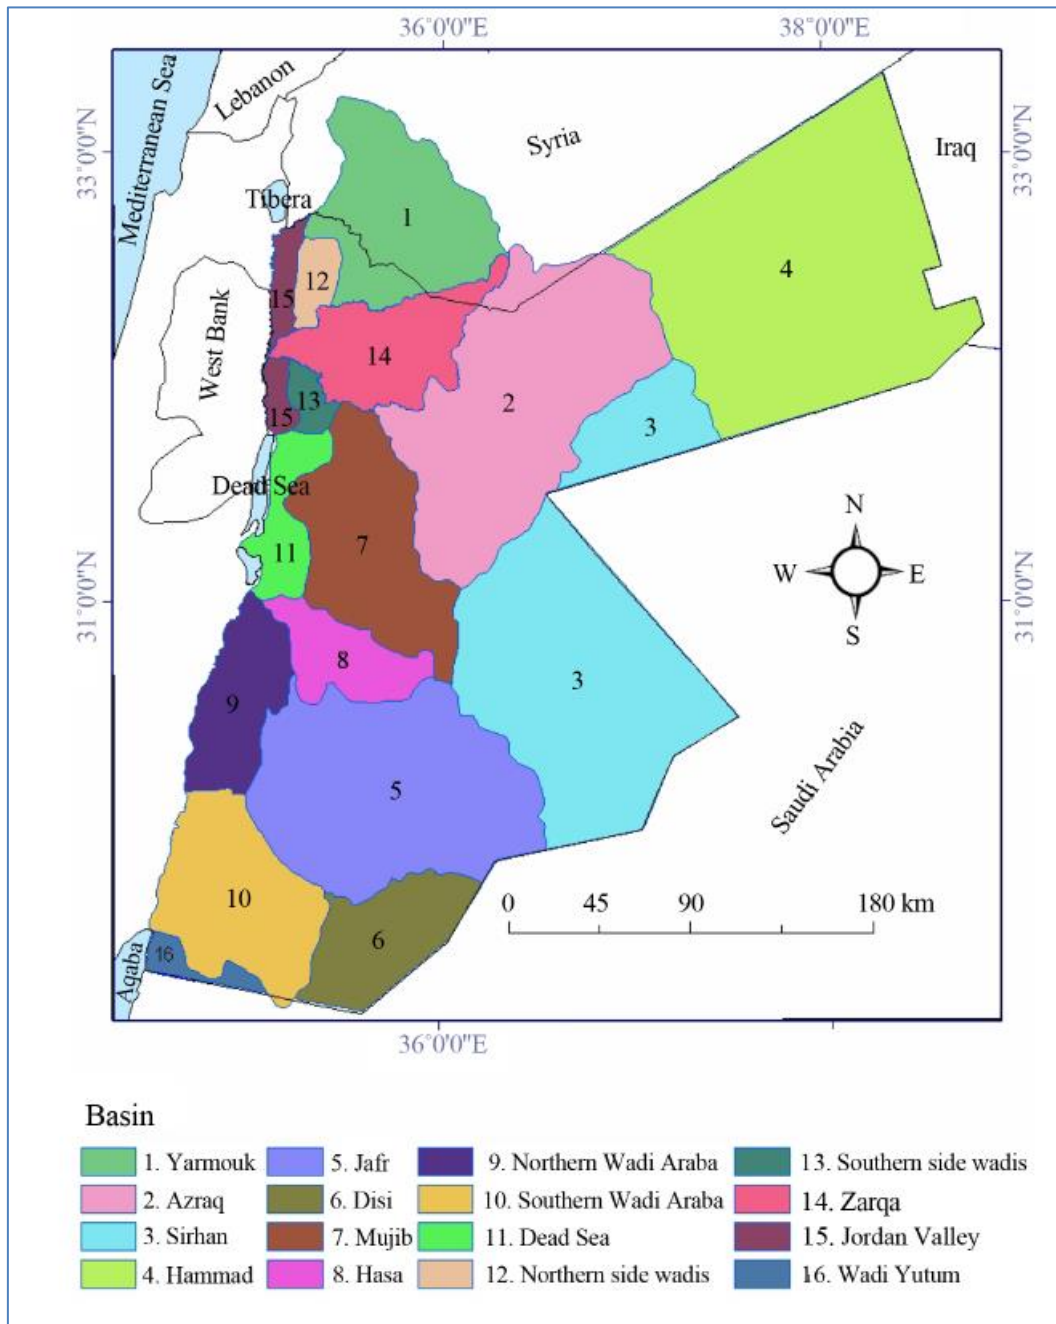 36°0'0"E
38°0'0"E
33°0'0"N
33°0'0"N
Mediterranean Sea
Lebanon
Syria
Iraq
Tibera
1
4
12
15
West Bank
14
2
13
15
3
Dead Sea
7
11
N
W
E
S
31°0'0"N
31°0'0"N
8
3
9
5
Saudi Arabia
10
6
0 45 90 180 km
Aqaba
16
36°0'0"E
Basin
1. Yarmouk
2. Azraq
3. Sirhan
4. Hammad
5. Jafr
6. Disi
7. Mujib
8. Hasa
9. Northern Wadi Araba
10. Southern Wadi Araba
11. Dead Sea
12. Northern side wadis
13. Southern side wadis
14. Zarqa
15. Jordan Valley
16. Wadi Yutum